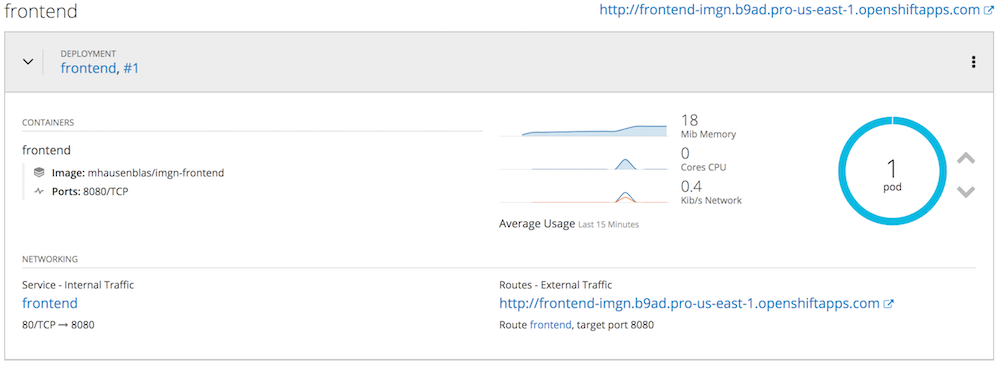 frontend
http://frontend-imgn.b9ad.pro-us-east-1.openshiftapps.com
DEPLOYMENT
frontend, #1
CONTAINERS
frontend
Image: mhausenblas/imgn-frontend
Ports: 8080/TCP
18
Mib Memory
0
Cores CPU
0.4
Kib/s Network
Average Usage Last 15 Minutes
1
pod
NETWORKING
Service - Internal Traffic
frontend
80/TCP → 8080
Routes - External Traffic
http://frontend-imgn.b9ad.pro-us-east-1.openshiftapps.com
Route frontend, target port 8080